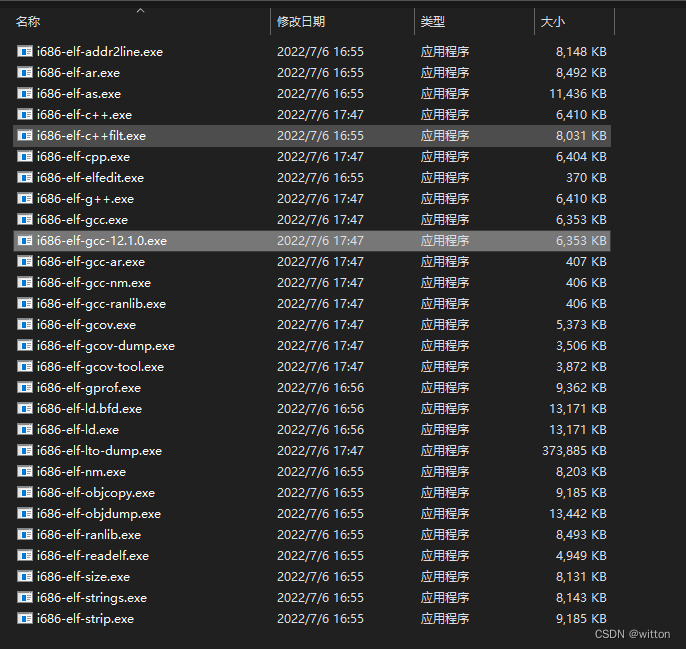 名称 修改日期 类型 大小
i686-elf-addr2line.exe 2022/7/6 16:55 应用程序 8,148 KB
i686-elf-ar.exe 2022/7/6 16:55 应用程序 8,492 KB
i686-elf-as.exe 2022/7/6 16:55 应用程序 11,436 KB
i686-elf-c++.exe 2022/7/6 17:47 应用程序 6,410 KB
i686-elf-c++filt.exe 2022/7/6 16:55 应用程序 8,031 KB
i686-elf-cpp.exe 2022/7/6 17:47 应用程序 6,404 KB
i686-elf-elfedit.exe 2022/7/6 16:55 应用程序 370 KB
i686-elf-g++.exe 2022/7/6 17:47 应用程序 6,410 KB
i686-elf-gcc.exe 2022/7/6 17:47 应用程序 6,353 KB
i686-elf-gcc-12.1.0.exe 2022/7/6 17:47 应用程序 6,353 KB
i686-elf-gcc-ar.exe 2022/7/6 17:47 应用程序 407 KB
i686-elf-gcc-nm.exe 2022/7/6 17:47 应用程序 406 KB
i686-elf-gcc-ranlib.exe 2022/7/6 17:47 应用程序 406 KB
i686-elf-gcov.exe 2022/7/6 17:47 应用程序 5,373 KB
i686-elf-gcov-dump.exe 2022/7/6 17:47 应用程序 3,506 KB
i686-elf-gcov-tool.exe 2022/7/6 17:47 应用程序 3,872 KB
i686-elf-gprof.exe 2022/7/6 16:56 应用程序 9,362 KB
i686-elf-ld.bfd.exe 2022/7/6 16:56 应用程序 13,171 KB
i686-elf-ld.exe 2022/7/6 16:56 应用程序 13,171 KB
i686-elf-lto-dump.exe 2022/7/6 17:47 应用程序 373,885 KB
i686-elf-nm.exe 2022/7/6 16:55 应用程序 8,203 KB
i686-elf-objcopy.exe 2022/7/6 16:55 应用程序 9,185 KB
i686-elf-objdump.exe 2022/7/6 16:55 应用程序 13,442 KB
i686-elf-ranlib.exe 2022/7/6 16:55 应用程序 8,493 KB
i686-elf-readelf.exe 2022/7/6 16:55 应用程序 4,949 KB
i686-elf-size.exe 2022/7/6 16:55 应用程序 8,131 KB
i686-elf-strings.exe 2022/7/6 16:55 应用程序 8,143 KB
i686-elf-strip.exe 2022/7/6 16:55 应用程序 9,185 KB
CSDN @witton